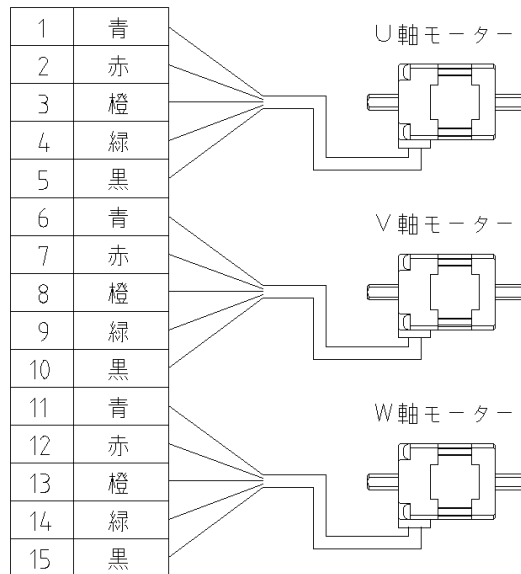 1 青
2 赤
3 橙
4 緑
5 黒
6 青
7 赤
8 橙
9 緑
10 黒
11 青
12 赤
13 橙
14 緑
15 黒
U軸モーター
V軸モーター
W軸モーター